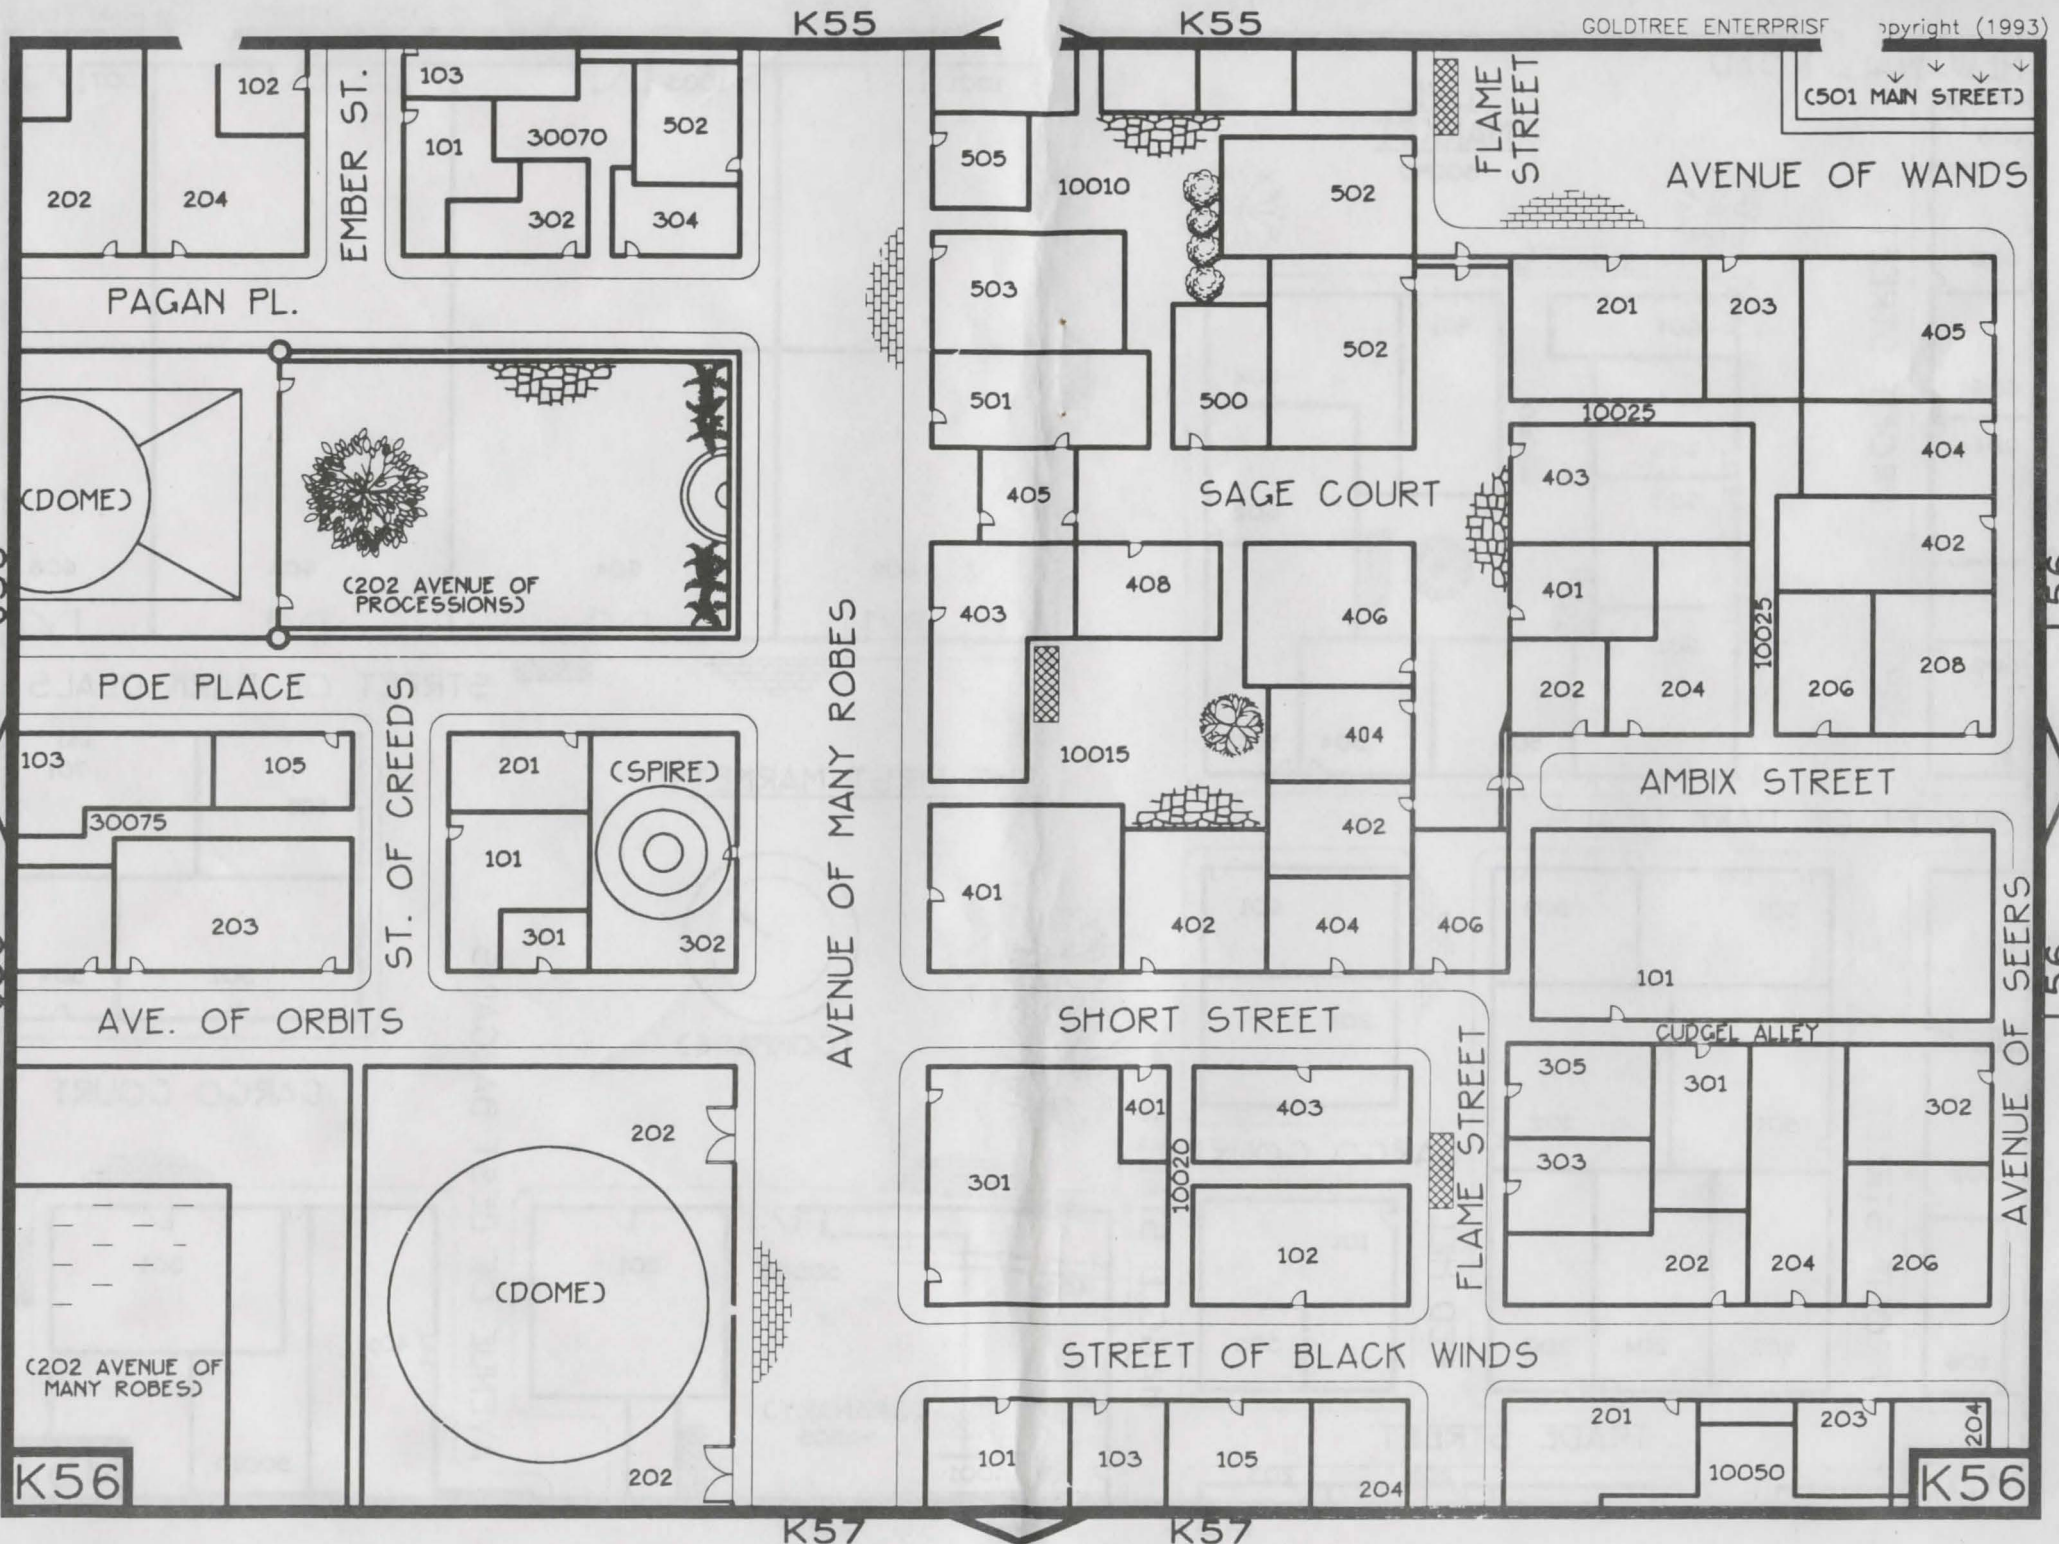 K55
K55
GOLDTREE ENTERPRISE
opyright (1993)
102
202
204
EMBER ST.
103
101
30070
502
302
304
505
10010
502
FLAME
STREET
(501 MAIN STREET)
AVENUE OF WANDS
PAGAN PL.
503
501
500
502
201
203
405
10025
404
403
402
401
10025
202
204
206
208
(DOME)
(202 AVENUE OF
PROCESSIONS)
405
SAGE COURT
403
408
406
404
402
10015
401
402
404
406
AVENUE OF MANY ROBES
POE PLACE
103
105
30075
203
ST. OF CREEDS
201
(SPIRE)
101
301
302
AMBIX STREET
101
CUDGEL ALLEY
AVENUE OF SEERS
AVE. OF ORBITS
SHORT STREET
FLAME STREET
305
301
302
303
202
204
206
401
403
301
10020
102
202
(DOME)
202
(202 AVENUE OF
MANY ROBES)
STREET OF BLACK WINDS
101
103
105
204
201
203
204
10050
K56
K56
K57
K57